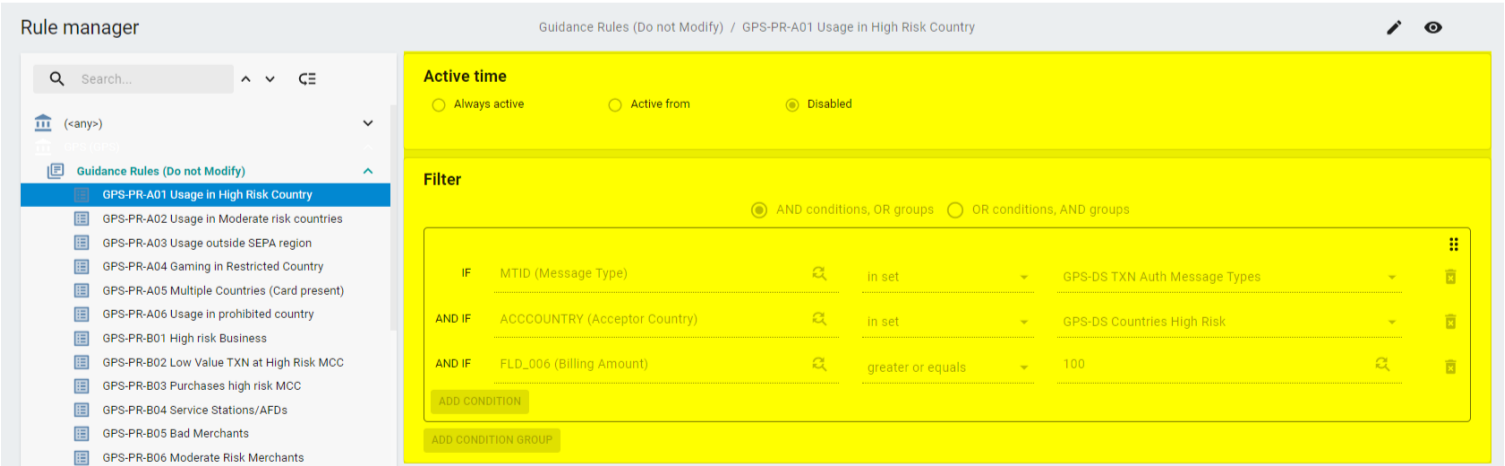 Rule manager
Guidance Rules (Do not Modify) / GPS-PR-A01 Usage in High Risk Country
Search...
(<any>)
Guidance Rules (Do not Modify)
GPS-PR-A01 Usage in High Risk Country
GPS-PR-A02 Usage in Moderate risk countries
GPS-PR-A03 Usage outside SEPA region
GPS-PR-A04 Gaming in Restricted Country
GPS-PR-A05 Multiple Countries (Card present)
GPS-PR-A06 Usage in prohibited country
GPS-PR-B01 High risk Business
GPS-PR-B02 Low Value TXN at High Risk MCC
GPS-PR-B03 Purchases high risk MCC
GPS-PR-B04 Service Stations/AFDs
GPS-PR-B05 Bad Merchants
GPS-PR-B06 Moderate Risk Merchants
Active time
Always active Active from Disabled
Filter
AND conditions, OR groups OR conditions, AND groups
IF MTID (Message Type) in set GPS-DS TXN Auth Message Types
AND IF ACCCOUNTRY (Acceptor Country) in set GPS-DS Countries High Risk
AND IF FLD_006 (Billing Amount) greater or equals 100
ADD CONDITION
ADD CONDITION GROUP